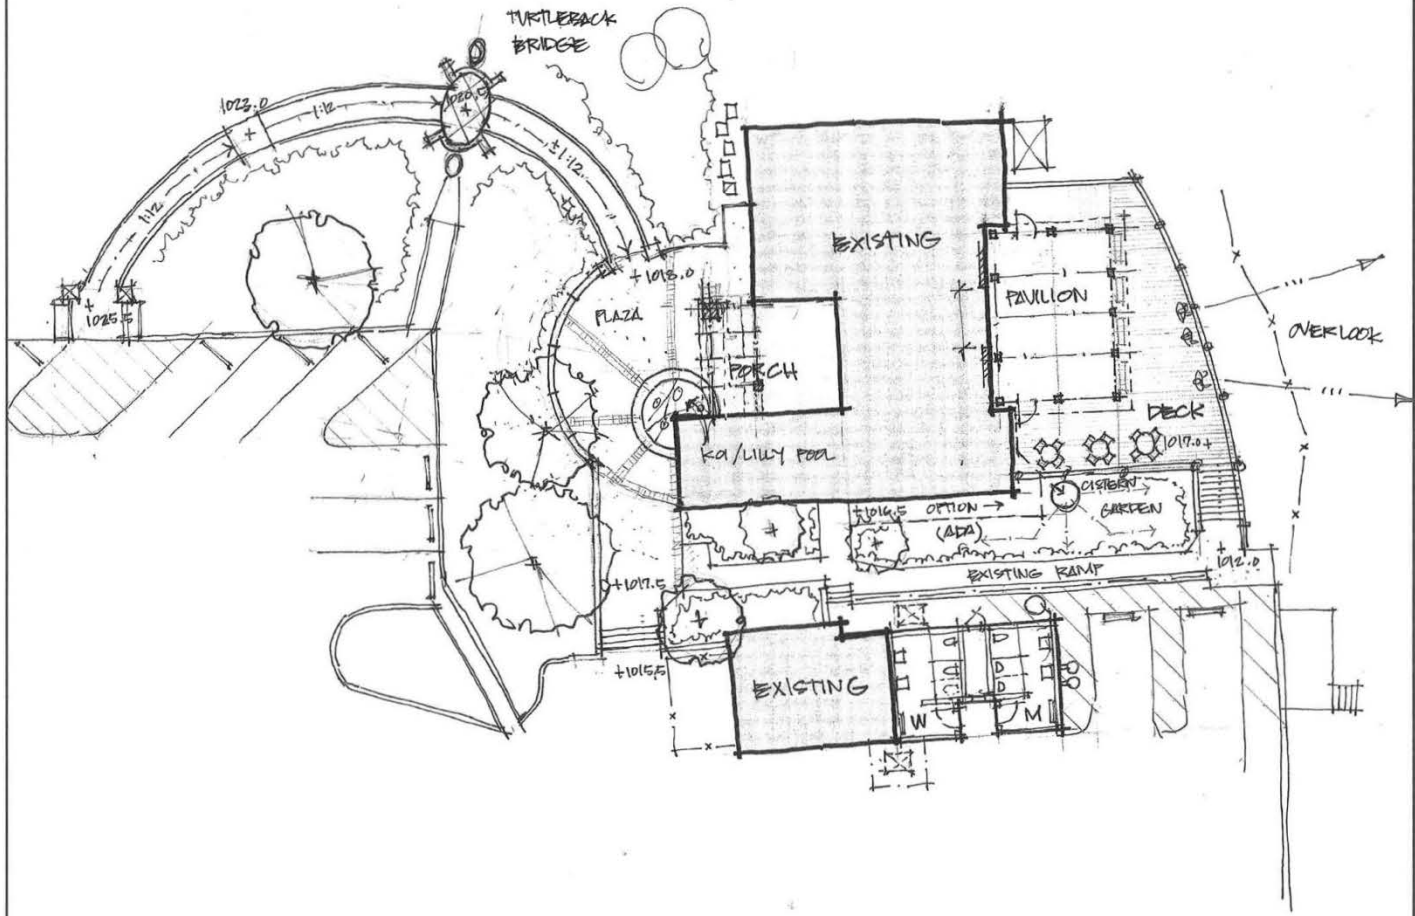 TURTLEBACK
BRIDGE
1023.0
1:12
1020.5
+
±1:12
1:12
+
1025.5
+1018.0
PLAZA
PORCH
EXISTING
PAVILION
OVERLOOK
DECK
1017.0+
KOI/LILLY POOL
+1016.5 OPTION
(ADA)
CISTERN
GARDEN
EXISTING RAMP
+
1012.0
+1017.5
+1015.5
EXISTING
W
M